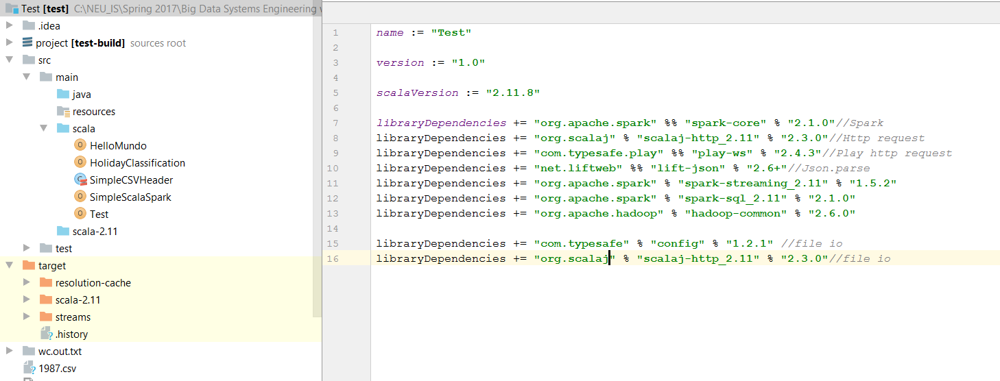 Test [test] C:\NEU_IS\Spring 2017\Big Data Systems Engineering
.idea
project [test-build] sources root
src
main
java
resources
scala
HelloMundo
HolidayClassification
SimpleCSVHeader
SimpleScalaSpark
Test
scala-2.11
test
target
resolution-cache
scala-2.11
streams
.history
wc.out.txt
1987.csv
1 name := "Test"
2
3 version := "1.0"
4
5 scalaVersion := "2.11.8"
6
7 libraryDependencies += "org.apache.spark" %% "spark-core" % "2.1.0"//Spark
8 libraryDependencies += "org.scalaj" % "scalaj-http_2.11" % "2.3.0"//Http request
9 libraryDependencies += "com.typesafe.play" %% "play-ws" % "2.4.3"//Play http request
10 libraryDependencies += "net.liftweb" %% "lift-json" % "2.6+"//Json.parse
11 libraryDependencies += "org.apache.spark" % "spark-streaming_2.11" % "1.5.2"
12 libraryDependencies += "org.apache.spark" % "spark-sql_2.11" % "2.1.0"
13 libraryDependencies += "org.apache.hadoop" % "hadoop-common" % "2.6.0"
14
15 libraryDependencies += "com.typesafe" % "config" % "1.2.1" //file io
16 libraryDependencies += "org.scalaj" % "scalaj-http_2.11" % "2.3.0"//file io